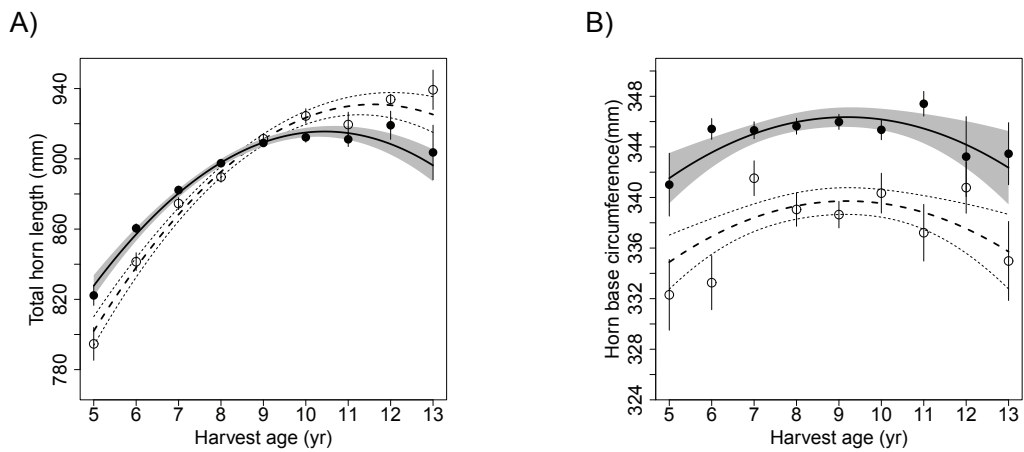 A)
B)
Total horn length (mm)
940
900
860
820
780
5 6 7 8 9 10 11 12 13
Harvest age (yr)
Horn base circumference(mm)
348
344
340
336
332
328
324
5 6 7 8 9 10 11 12 13
Harvest age (yr)